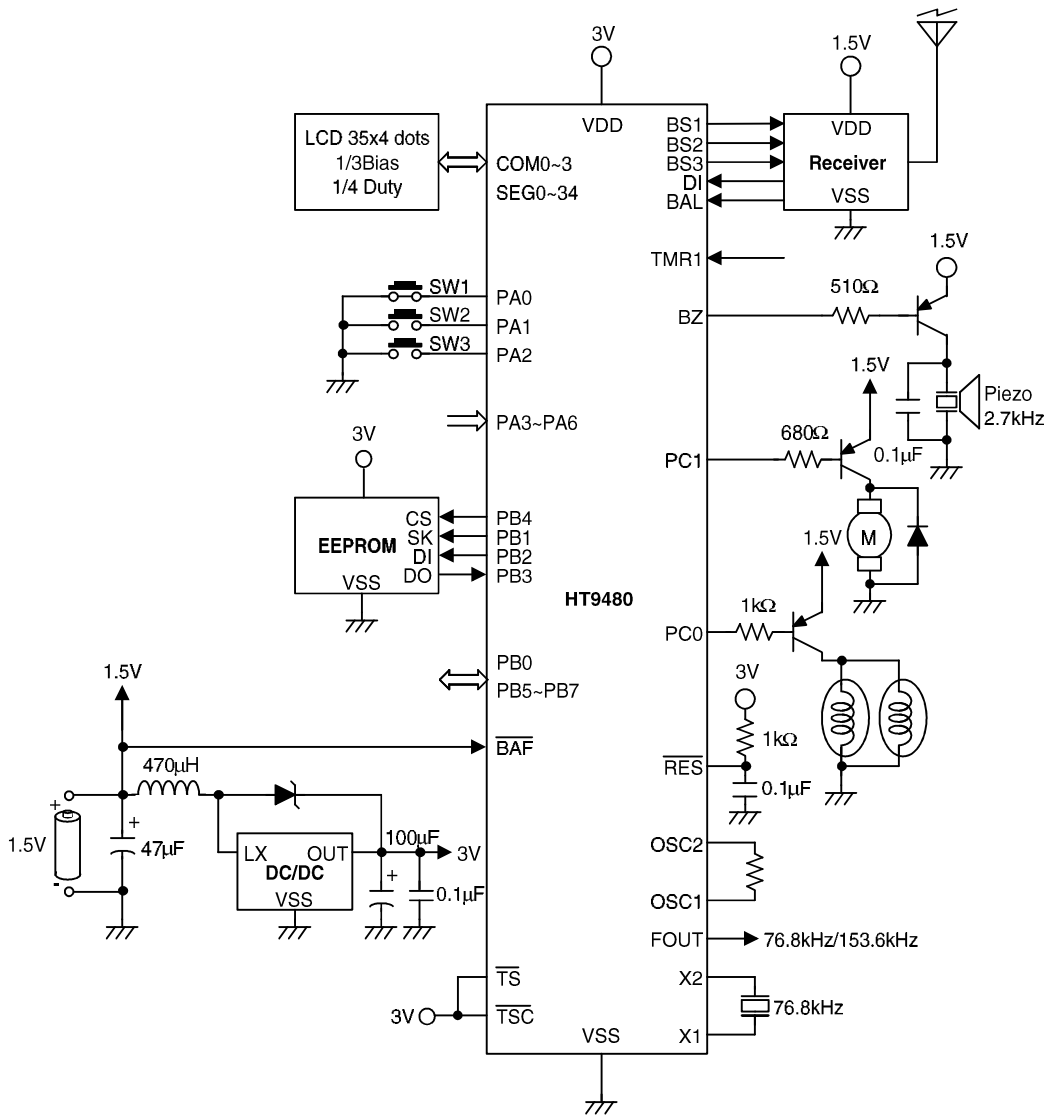 3V
1.5V
LCD 35x4 dots
1/3Bias
1/4 Duty
VDD
COM0~3
SEG0~34
BS1
BS2
BS3
DI
BAL
VDD
Receiver
VSS
TMR1
1.5V
SW1
PA0
SW2
PA1
SW3
PA2
BZ
510Ω
1.5V
Piezo
2.7kHz
0.1µF
PA3~PA6
3V
PC1
680Ω
M
EEPROM
CS
SK
DI
DO
VSS
PB4
PB1
PB2
PB3
HT9480
1.5V
PC0
1kΩ
PB0
PB5~PB7
3V
1kΩ
RES
0.1µF
1.5V
BAF
470µH
+
1.5V
-
+
47µF
LX
OUT
DC/DC
VSS
100µF
+
3V
0.1µF
OSC2
OSC1
FOUT
76.8kHz/153.6kHz
TS
TSC
3V
X2
X1
76.8kHz
VSS